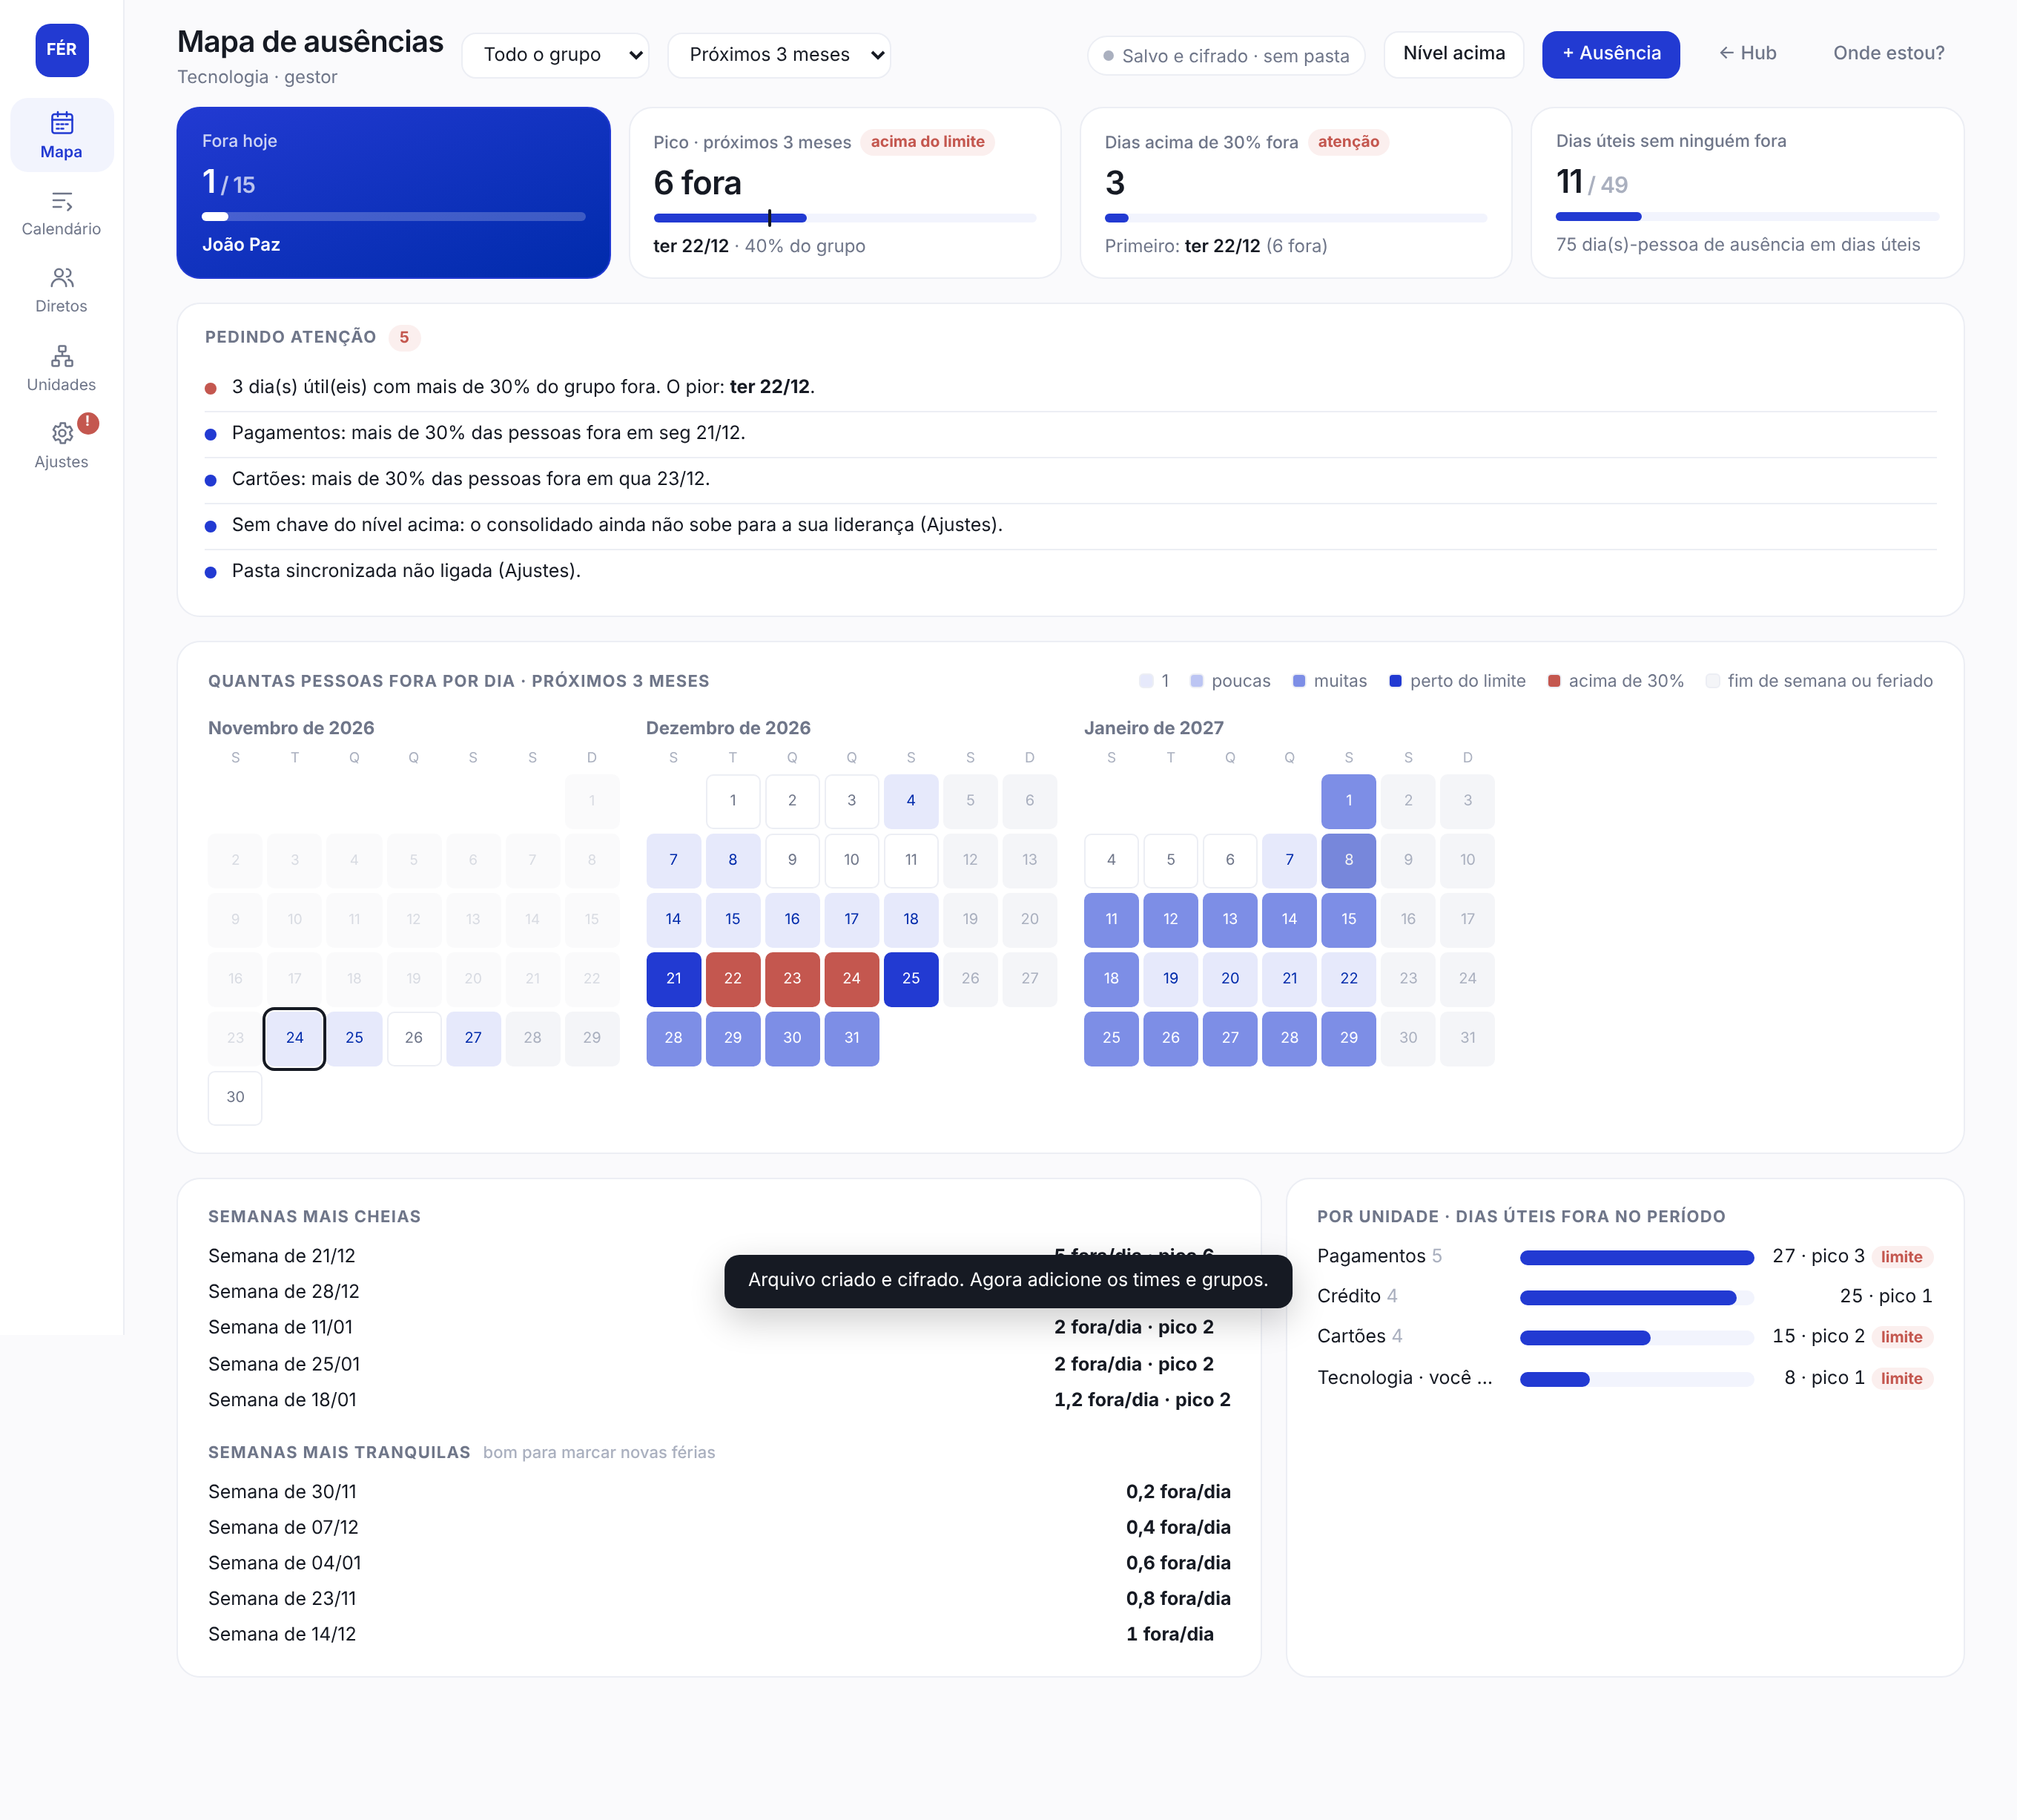 FÉR
Mapa
Calendário
Diretos
Unidades
!
Ajustes
Mapa de ausências
Tecnologia · gestor
Todo o grupo
Próximos 3 meses
Salvo e cifrado · sem pasta
Nível acima
+ Ausência
← Hub
Onde estou?
Fora hoje
1 / 15
João Paz
Pico · próximos 3 meses acima do limite
6 fora
ter 22/12 · 40% do grupo
Dias acima de 30% fora atenção
3
Primeiro: ter 22/12 (6 fora)
Dias úteis sem ninguém fora
11 / 49
75 dia(s)-pessoa de ausência em dias úteis
PEDINDO ATENÇÃO 5
3 dia(s) útil(eis) com mais de 30% do grupo fora. O pior: ter 22/12.
Pagamentos: mais de 30% das pessoas fora em seg 21/12.
Cartões: mais de 30% das pessoas fora em qua 23/12.
Sem chave do nível acima: o consolidado ainda não sobe para a sua liderança (Ajustes).
Pasta sincronizada não ligada (Ajustes).
QUANTAS PESSOAS FORA POR DIA · PRÓXIMOS 3 MESES
1 poucas muitas perto do limite acima de 30% fim de semana ou feriado
Novembro de 2026
S T Q Q S S D
1
2 3 4 5 6 7 8
9 10 11 12 13 14 15
16 17 18 19 20 21 22
23 24 25 26 27 28 29
30
Dezembro de 2026
S T Q Q S S D
1 2 3 4 5 6
7 8 9 10 11 12 13
14 15 16 17 18 19 20
21 22 23 24 25 26 27
28 29 30 31
Janeiro de 2027
S T Q Q S S D
1 2 3
4 5 6 7 8 9 10
11 12 13 14 15 16 17
18 19 20 21 22 23 24
25 26 27 28 29 30 31
SEMANAS MAIS CHEIAS
Semana de 21/12 5 fora/dia · pico 6
Semana de 28/12
Semana de 11/01 2 fora/dia · pico 2
Semana de 25/01 2 fora/dia · pico 2
Semana de 18/01 1,2 fora/dia · pico 2
Arquivo criado e cifrado. Agora adicione os times e grupos.
SEMANAS MAIS TRANQUILAS bom para marcar novas férias
Semana de 30/11 0,2 fora/dia
Semana de 07/12 0,4 fora/dia
Semana de 04/01 0,6 fora/dia
Semana de 23/11 0,8 fora/dia
Semana de 14/12 1 fora/dia
POR UNIDADE · DIAS ÚTEIS FORA NO PERÍODO
Pagamentos 5 27 · pico 3 limite
Crédito 4 25 · pico 1
Cartões 4 15 · pico 2 limite
Tecnologia · você ... 8 · pico 1 limite